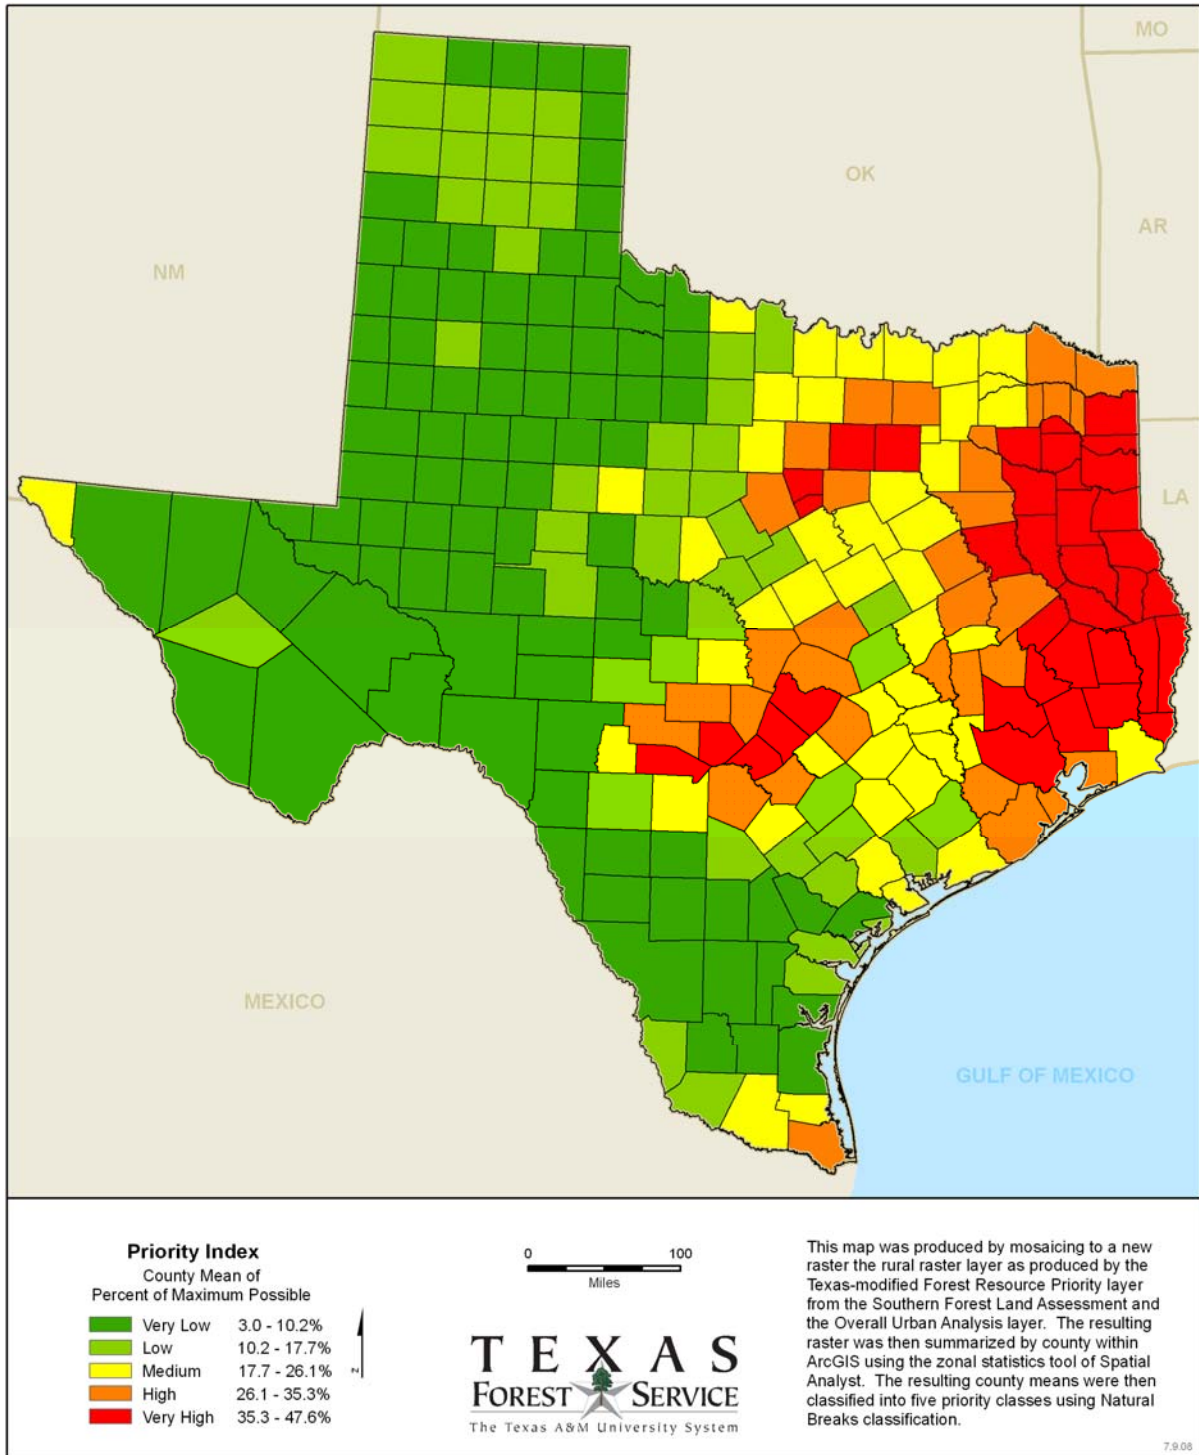 MO
OK
AR
NM
LA
MEXICO
GULF OF MEXICO
Priority Index
County Mean of
Percent of Maximum Possible
Very Low 3.0 - 10.2%
Low 10.2 - 17.7%
Medium 17.7 - 26.1%
High 26.1 - 35.3%
Very High 35.3 - 47.6%
N
0 100
Miles
TEXAS
FOREST SERVICE
The Texas A&M University System
This map was produced by mosaicing to a new
raster the rural raster layer as produced by the
Texas-modified Forest Resource Priority layer
from the Southern Forest Land Assessment and
the Overall Urban Analysis layer. The resulting
raster was then summarized by county within
ArcGIS using the zonal statistics tool of Spatial
Analyst. The resulting county means were then
classified into five priority classes using Natural
Breaks classification.
7.9.08